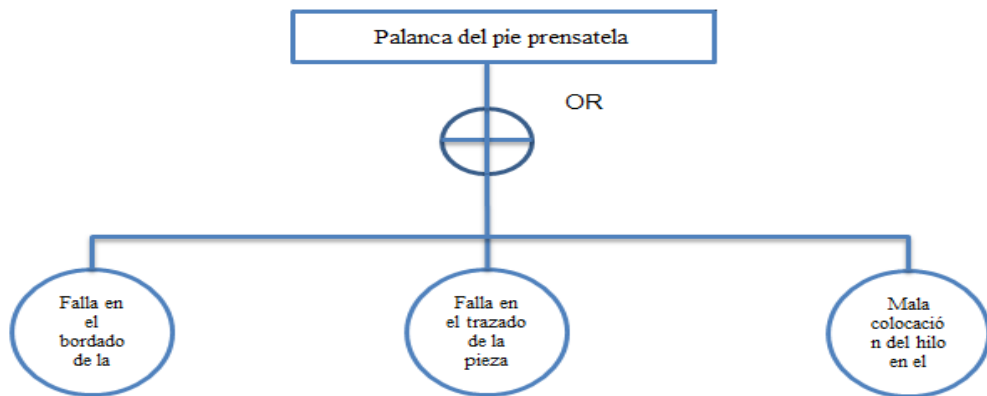 Palanca del pie prensatela
OR
Falla en
el
bordado
de la
Falla en
el trazado
de la
pieza
Mala
colocació
n del hilo
en el